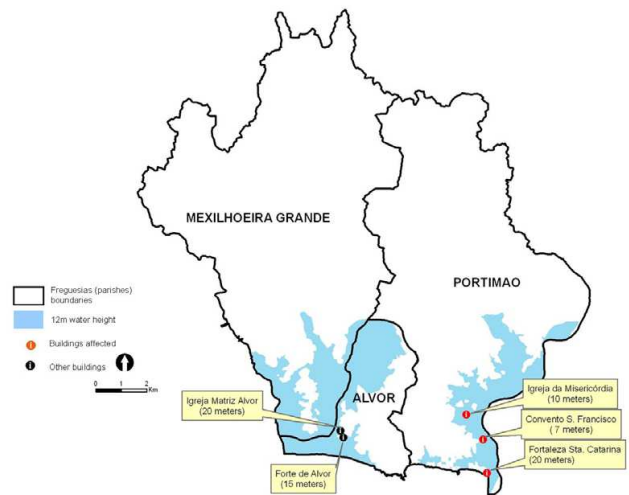 MEXILHOEIRA GRANDE
PORTIMAO
ALVOR
Freguesias (parishes)
boundaries
12m water height
Buildings affected
Other buildings
0 1 2
Km
Igreja Matriz Alvor
(20 meters)
Forte de Alvor
(15 meters)
Igreja da Misericórdia
(10 meters)
Convento S. Francisco
( 7 meters)
Fortaleza Sta. Catarina
(20 meters)